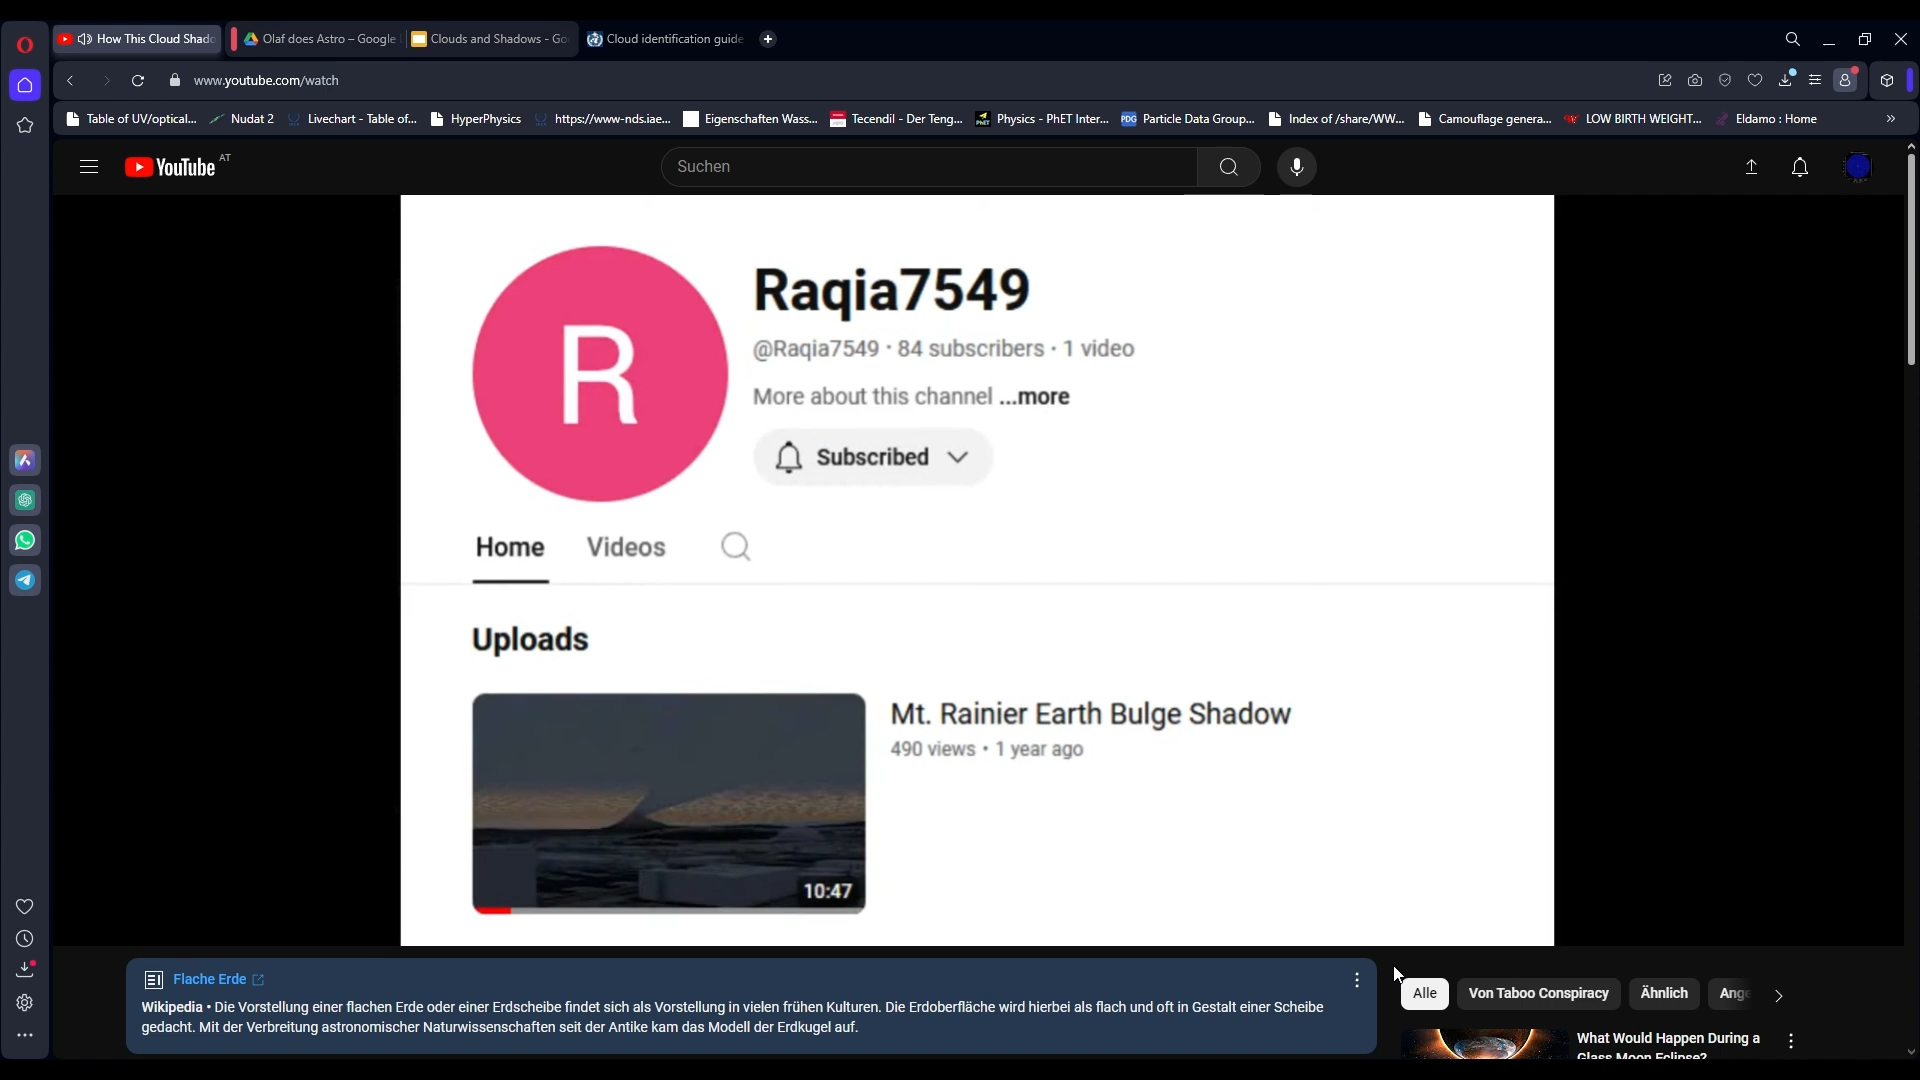 How This Cloud Shado
Olaf does Astro – Google
Clouds and Shadows - Go
Cloud identification guide
www.youtube.com/watch
Table of UV/optical...
Nudat 2
Livechart - Table of...
HyperPhysics
https://www-nds.iae...
Eigenschaften Wass...
Tecendil - Der Teng...
Physics - PhET Inter...
PDG
Particle Data Group...
Index of /share/WW...
Camouflage genera...
LOW BIRTH WEIGHT...
Eldamo : Home
YouTube AT
Suchen
R
Raqia7549
@Raqia7549 · 84 subscribers · 1 video
More about this channel ...more
Subscribed
Home
Videos
Uploads
10:47
Mt. Rainier Earth Bulge Shadow
490 views • 1 year ago
Flache Erde
Wikipedia • Die Vorstellung einer flachen Erde oder einer Erdscheibe findet sich als Vorstellung in vielen frühen Kulturen. Die Erdoberfläche wird hierbei als flach und oft in Gestalt einer Scheibe
gedacht. Mit der Verbreitung astronomischer Naturwissenschaften seit der Antike kam das Modell der Erdkugel auf.
Alle
Von Taboo Conspiracy
Ähnlich
Ange
What Would Happen During a
Glass Moon Eclipse?